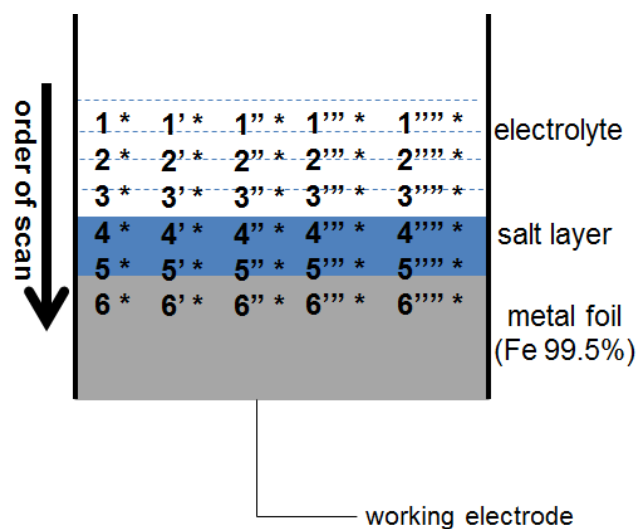 order of scan
1 * 1’ * 1” * 1’” * 1”” *
2 * 2’ * 2” * 2’” * 2”” *
3 * 3’ * 3” * 3’” * 3”” *
4 * 4’ * 4” * 4’” * 4”” *
5 * 5’ * 5” * 5’” * 5”” *
6 * 6’ * 6” * 6’” * 6”” *
electrolyte
salt layer
metal foil
(Fe 99.5%)
working electrode